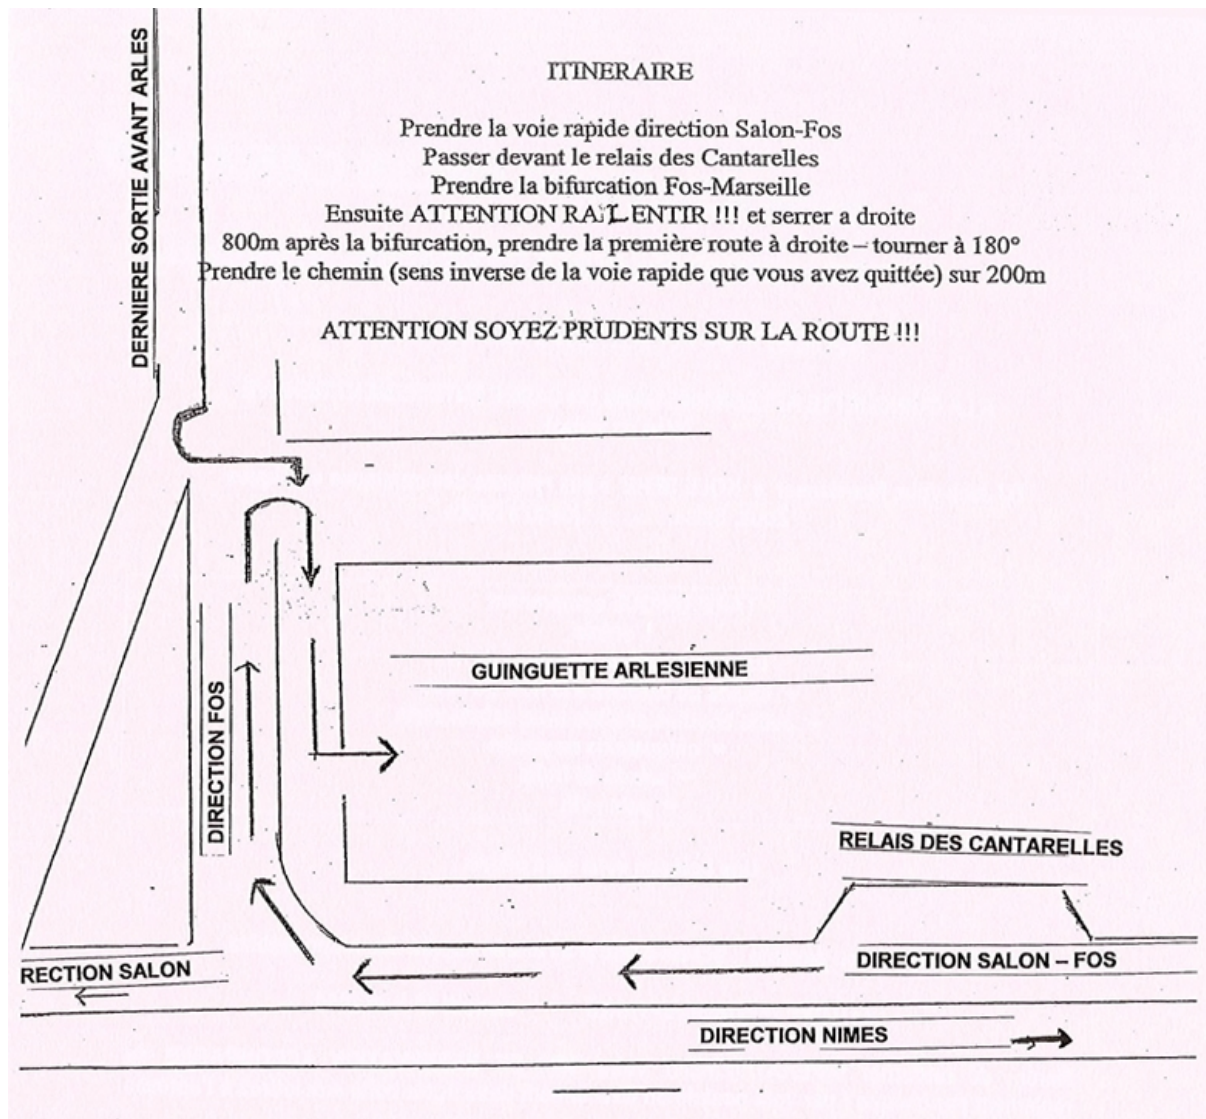 ITINERAIRE
Prendre la voie rapide direction Salon-Fos
Passer devant le relais des Cantarelles
Prendre la bifurcation Fos-Marseille
Ensuite ATTENTION RALENTIR !!! et serrer a droite
800m après la bifurcation, prendre la première route à droite – tourner à 180°
Prendre le chemin (sens inverse de la voie rapide que vous avez quittée) sur 200m
ATTENTION SOYEZ PRUDENTS SUR LA ROUTE !!!
DERNIERE SORTIE AVANT ARLES
GUINGUETTE ARLESIENNE
DIRECTION FOS
RELAIS DES CANTARELLES
RECTION SALON
DIRECTION SALON – FOS
DIRECTION NIMES